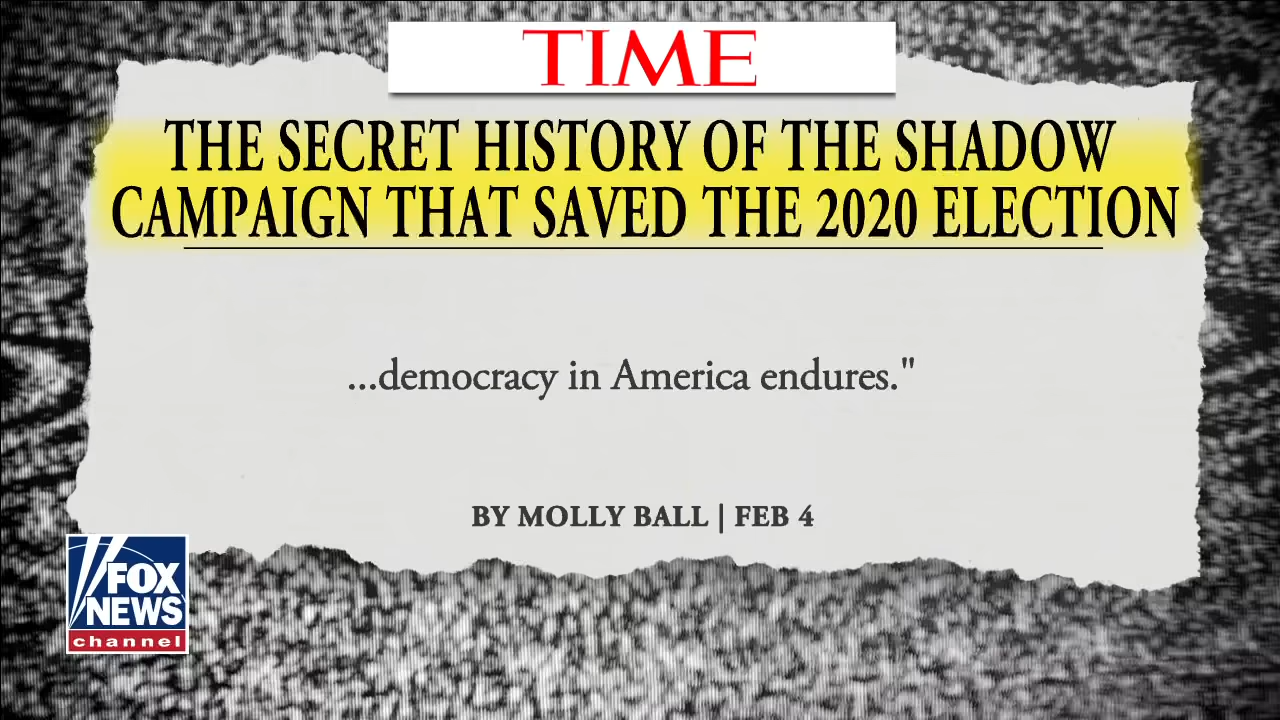 TIME
THE SECRET HISTORY OF THE SHADOW
CAMPAIGN THAT SAVED THE 2020 ELECTION
...democracy in America endures."
BY MOLLY BALL | FEB 4
FOX
NEWS
channel